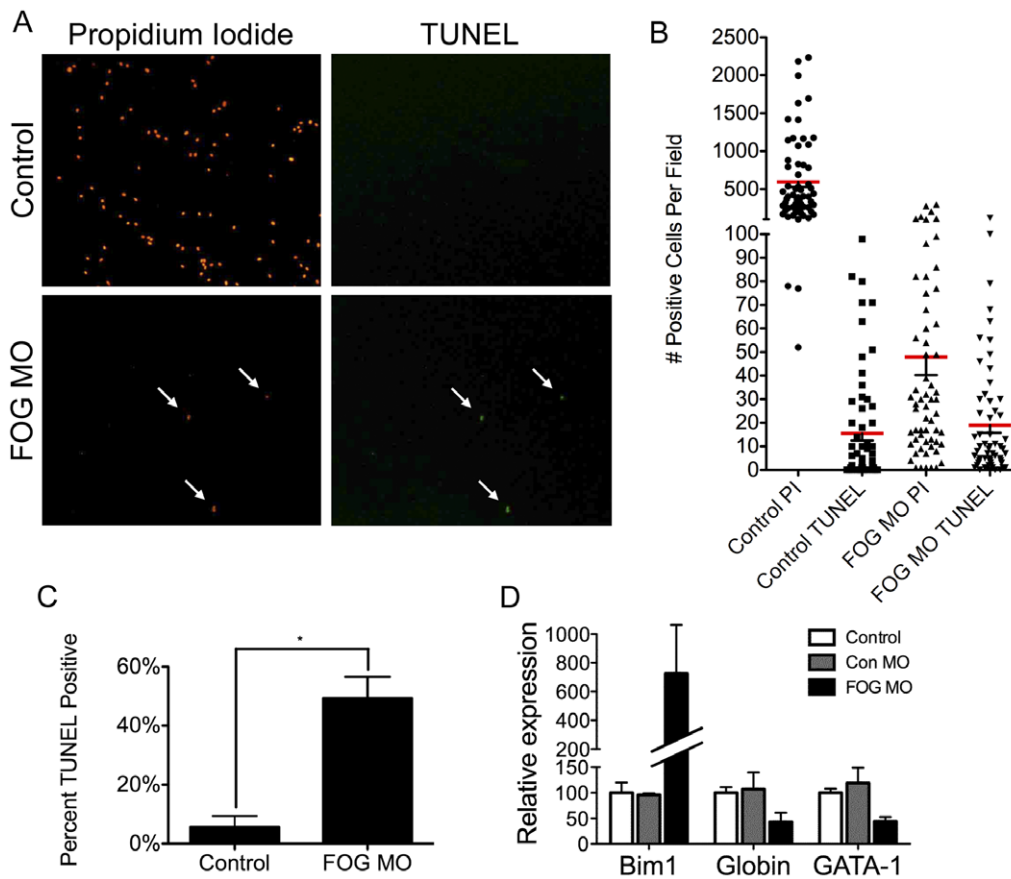 A
Propidium Iodide
TUNEL
Control
FOG MO
B
# Positive Cells Per Field
2500
2000
1500
1000
500
100
90
80
70
60
50
40
30
20
10
0
Control PI
Control TUNEL
FOG MO PI
FOG MO TUNEL
C
Percent TUNEL Positive
60%
40%
20%
0%
*
Control
FOG MO
D
Relative expression
1000
800
600
400
200
150
100
50
0
Control
Con MO
FOG MO
Bim1
Globin
GATA-1